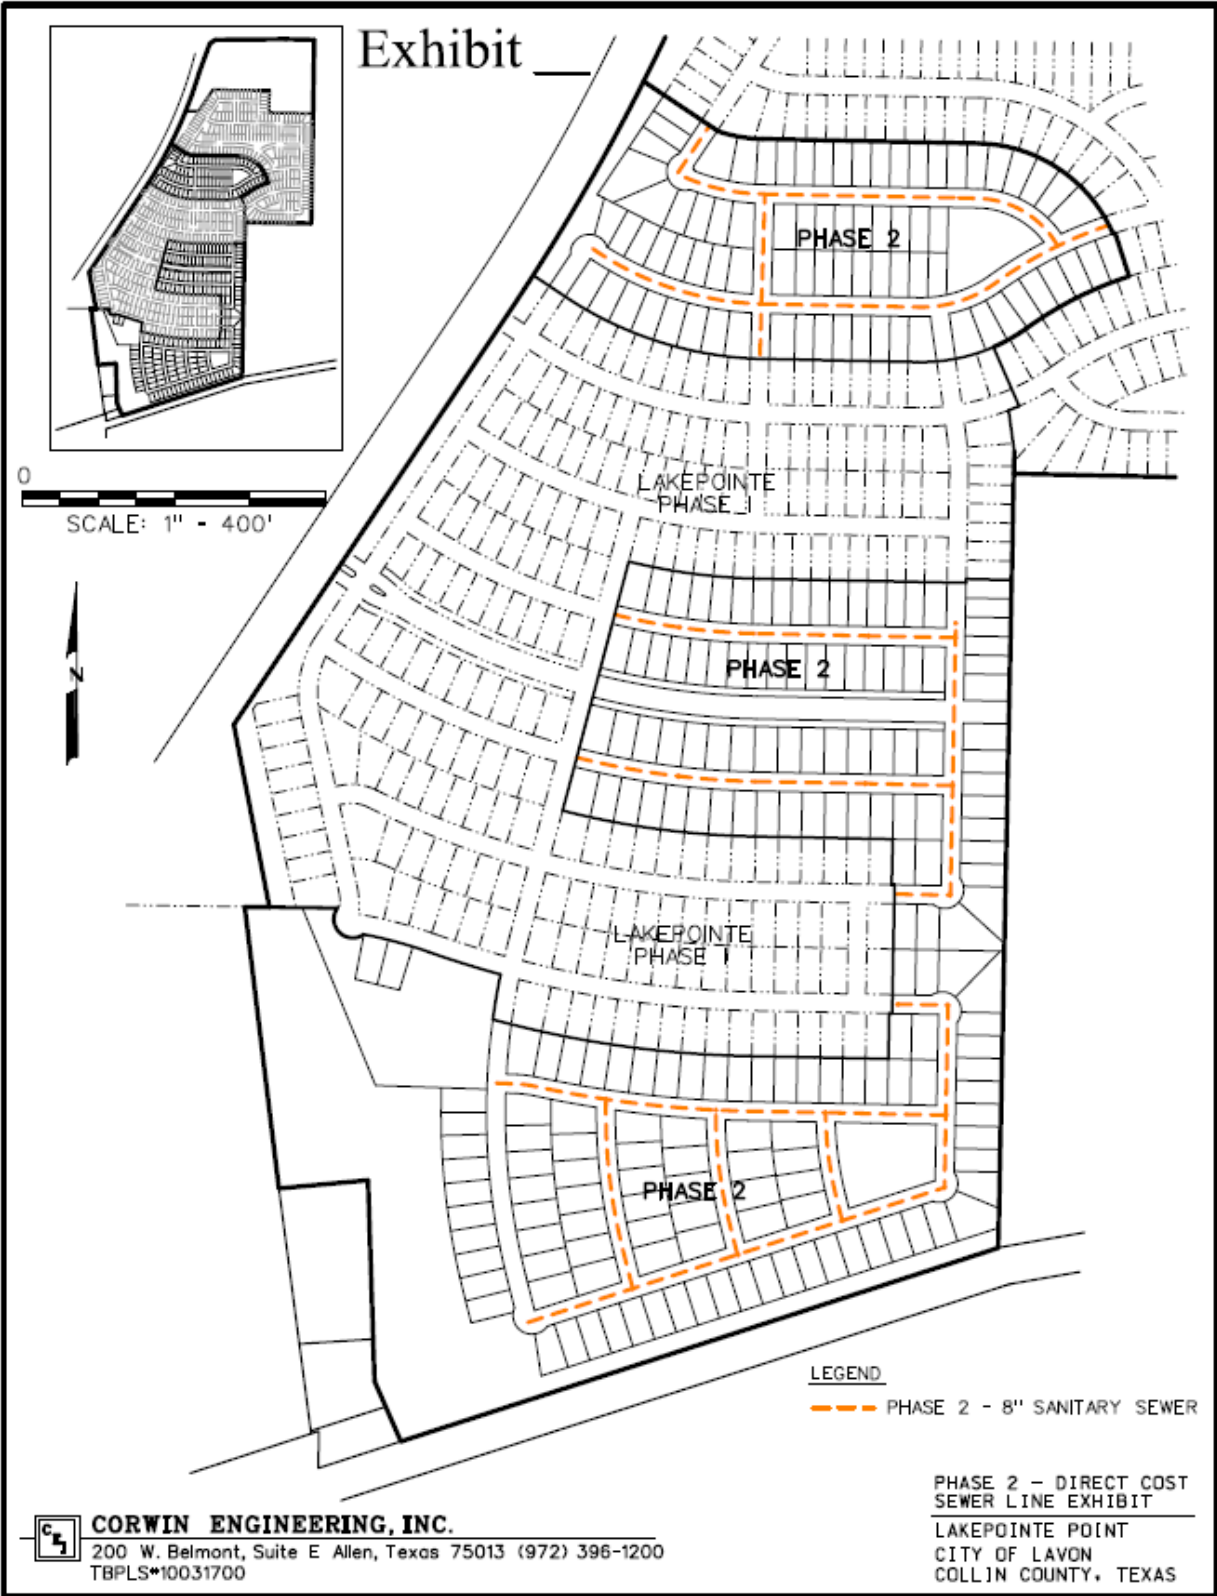 Exhibit __
0
SCALE: 1" - 400'
N
PHASE 2
LAKEPOINTE
PHASE I
PHASE 2
LAKEPOINTE
PHASE I
PHASE 2
LEGEND
PHASE 2 - 8" SANITARY SEWER
PHASE 2 - DIRECT COST
SEWER LINE EXHIBIT
LAKEPOINTE POINT
CITY OF LAVON
COLLIN COUNTY, TEXAS
CEI
CORWIN ENGINEERING, INC.
200 W. Belmont, Suite E Allen, Texas 75013 (972) 396-1200
TBPLS#10031700